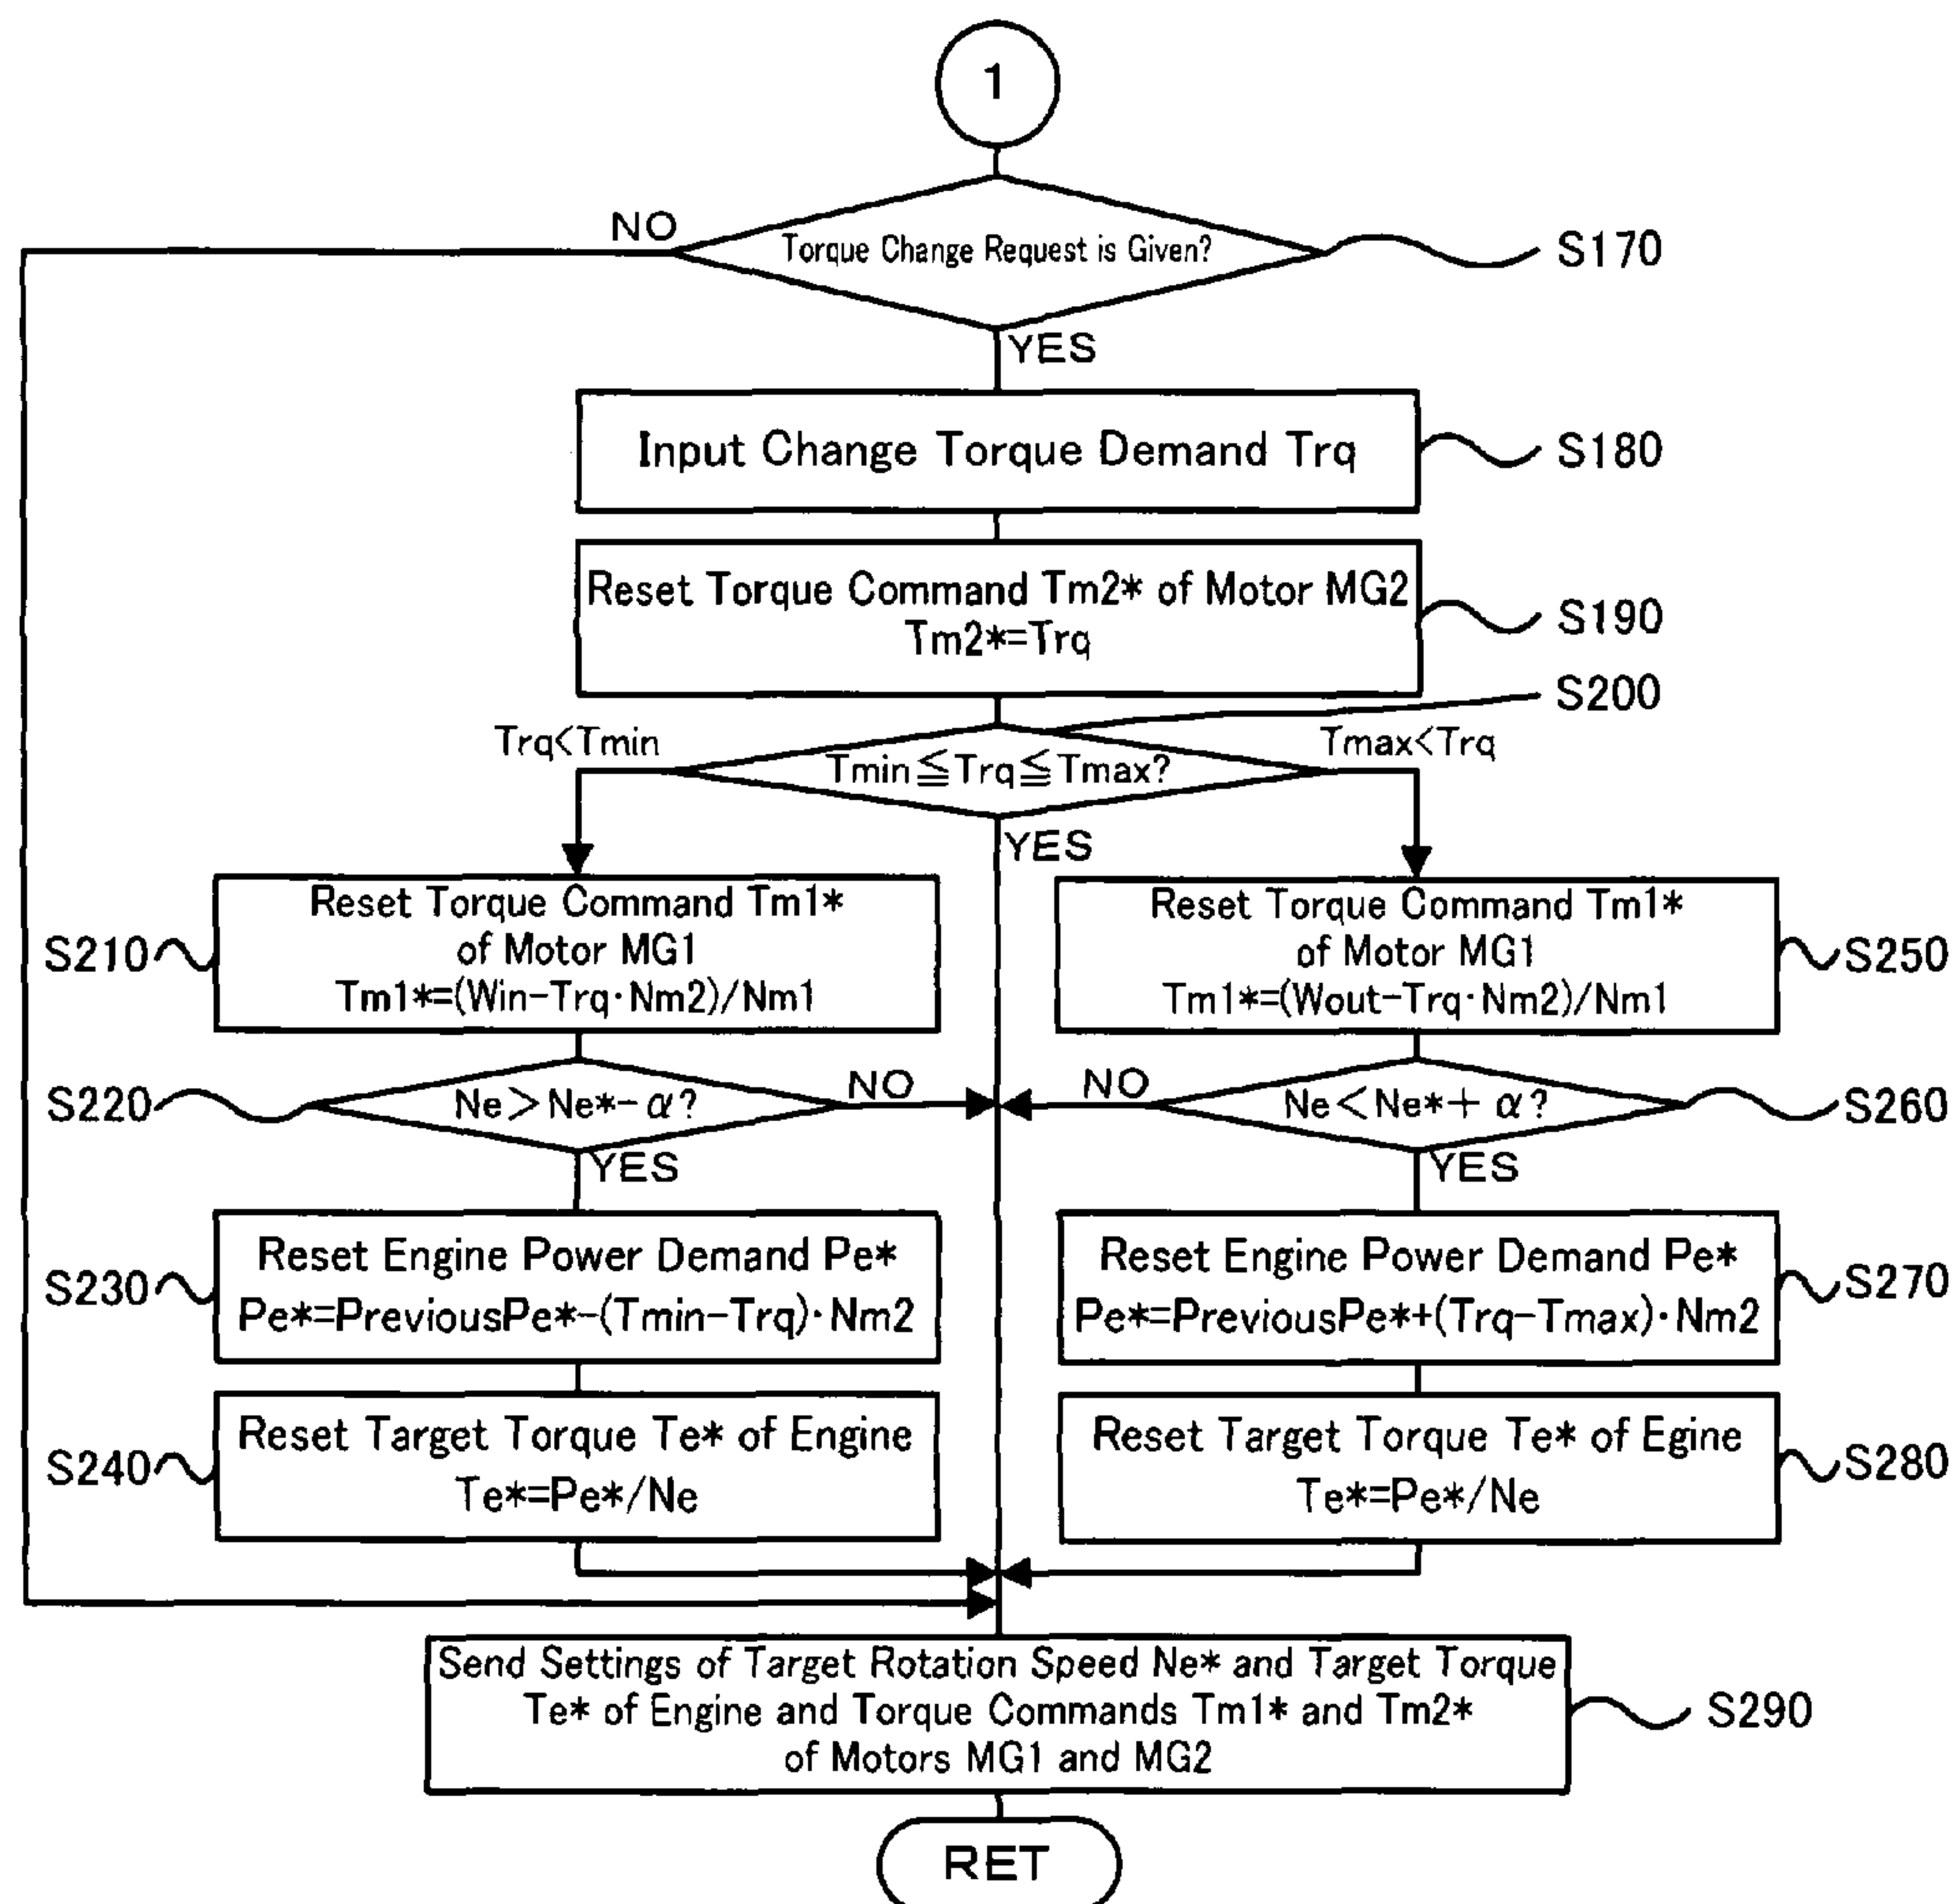 1
NO
Torque Change Request is Given?
S170
YES
Input Change Torque Demand Trq
S180
Reset Torque Command Tm2* of Motor MG2
Tm2*=Trq
S190
S200
Trq<Tmin
Tmin≦Trq≦Tmax?
Tmax<Trq
YES
Reset Torque Command Tm1*
of Motor MG1
Tm1*=(Win-Trq·Nm2)/Nm1
S210
Reset Torque Command Tm1*
of Motor MG1
Tm1*=(Wout-Trq·Nm2)/Nm1
S250
S220
Ne>Ne*-α?
NO
NO
Ne<Ne*+α?
S260
YES
YES
S230
Reset Engine Power Demand Pe*
Pe*=PreviousPe*-(Tmin-Trq)·Nm2
Reset Engine Power Demand Pe*
Pe*=PreviousPe*+(Trq-Tmax)·Nm2
S270
S240
Reset Target Torque Te* of Engine
Te*=Pe*/Ne
Reset Target Torque Te* of Egine
Te*=Pe*/Ne
S280
Send Settings of Target Rotation Speed Ne* and Target Torque
Te* of Engine and Torque Commands Tm1* and Tm2*
of Motors MG1 and MG2
S290
RET